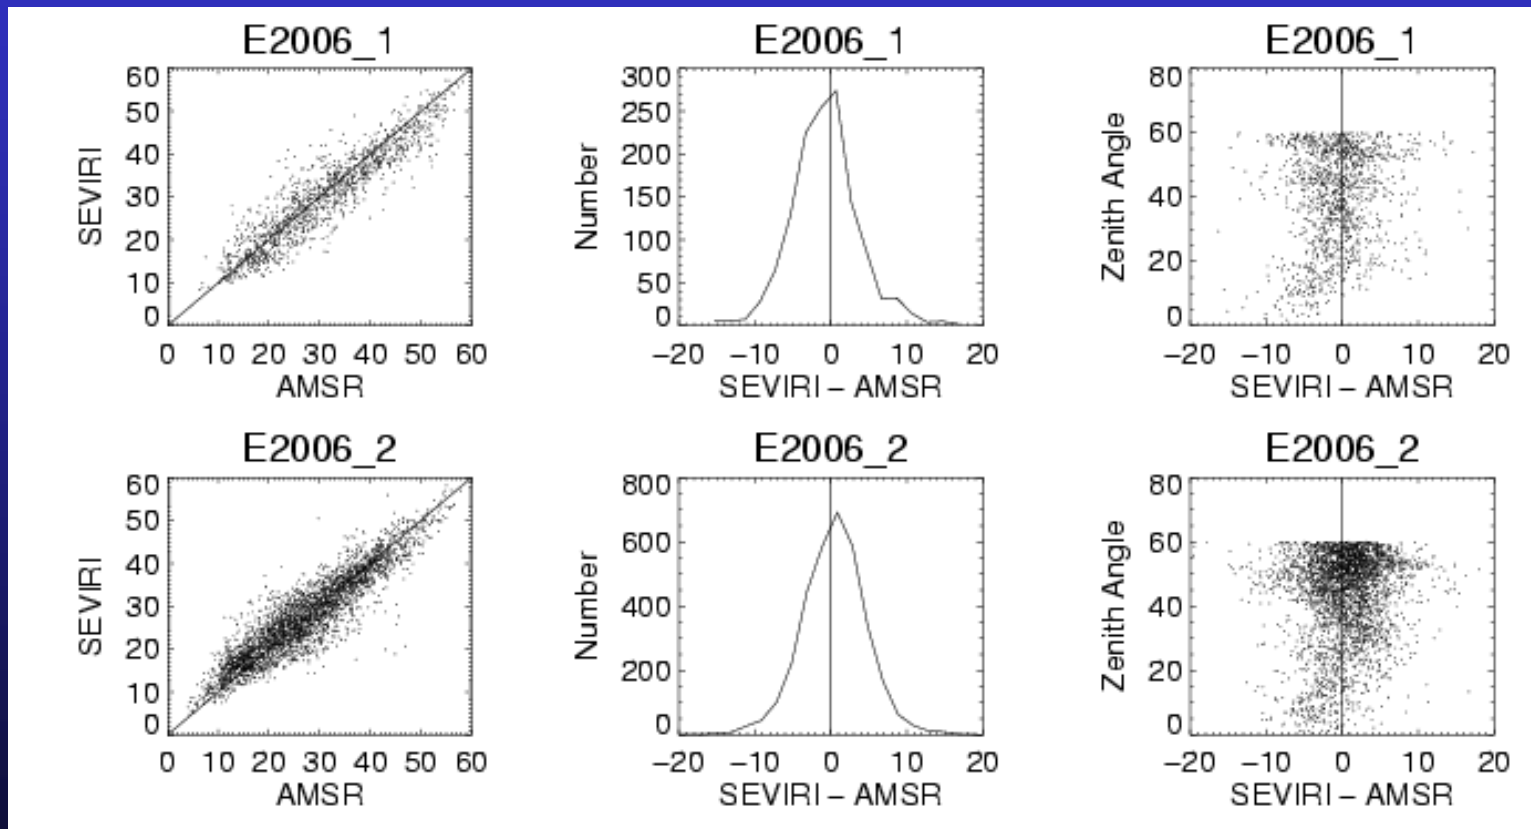 E2006_1
60
50
40
30
20
10
0
SEVIRI
0 10 20 30 40 50 60
AMSR
E2006_1
300
250
200
150
100
50
0
Number
−20 −10 0 10 20
SEVIRI − AMSR
E2006_1
80
60
40
20
0
Zenith Angle
−20 −10 0 10 20
SEVIRI − AMSR
E2006_2
60
50
40
30
20
10
0
SEVIRI
0 10 20 30 40 50 60
AMSR
E2006_2
800
600
400
200
0
Number
−20 −10 0 10 20
SEVIRI − AMSR
E2006_2
80
60
40
20
0
Zenith Angle
−20 −10 0 10 20
SEVIRI − AMSR